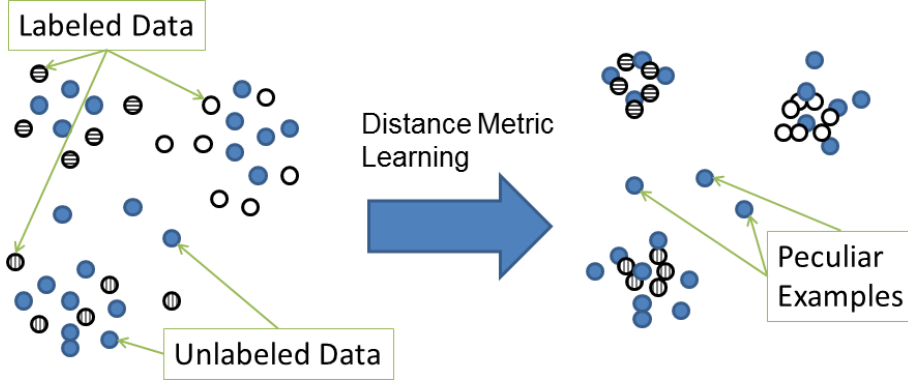 Labeled Data
Distance Metric
Learning
Peculiar
Examples
Unlabeled Data